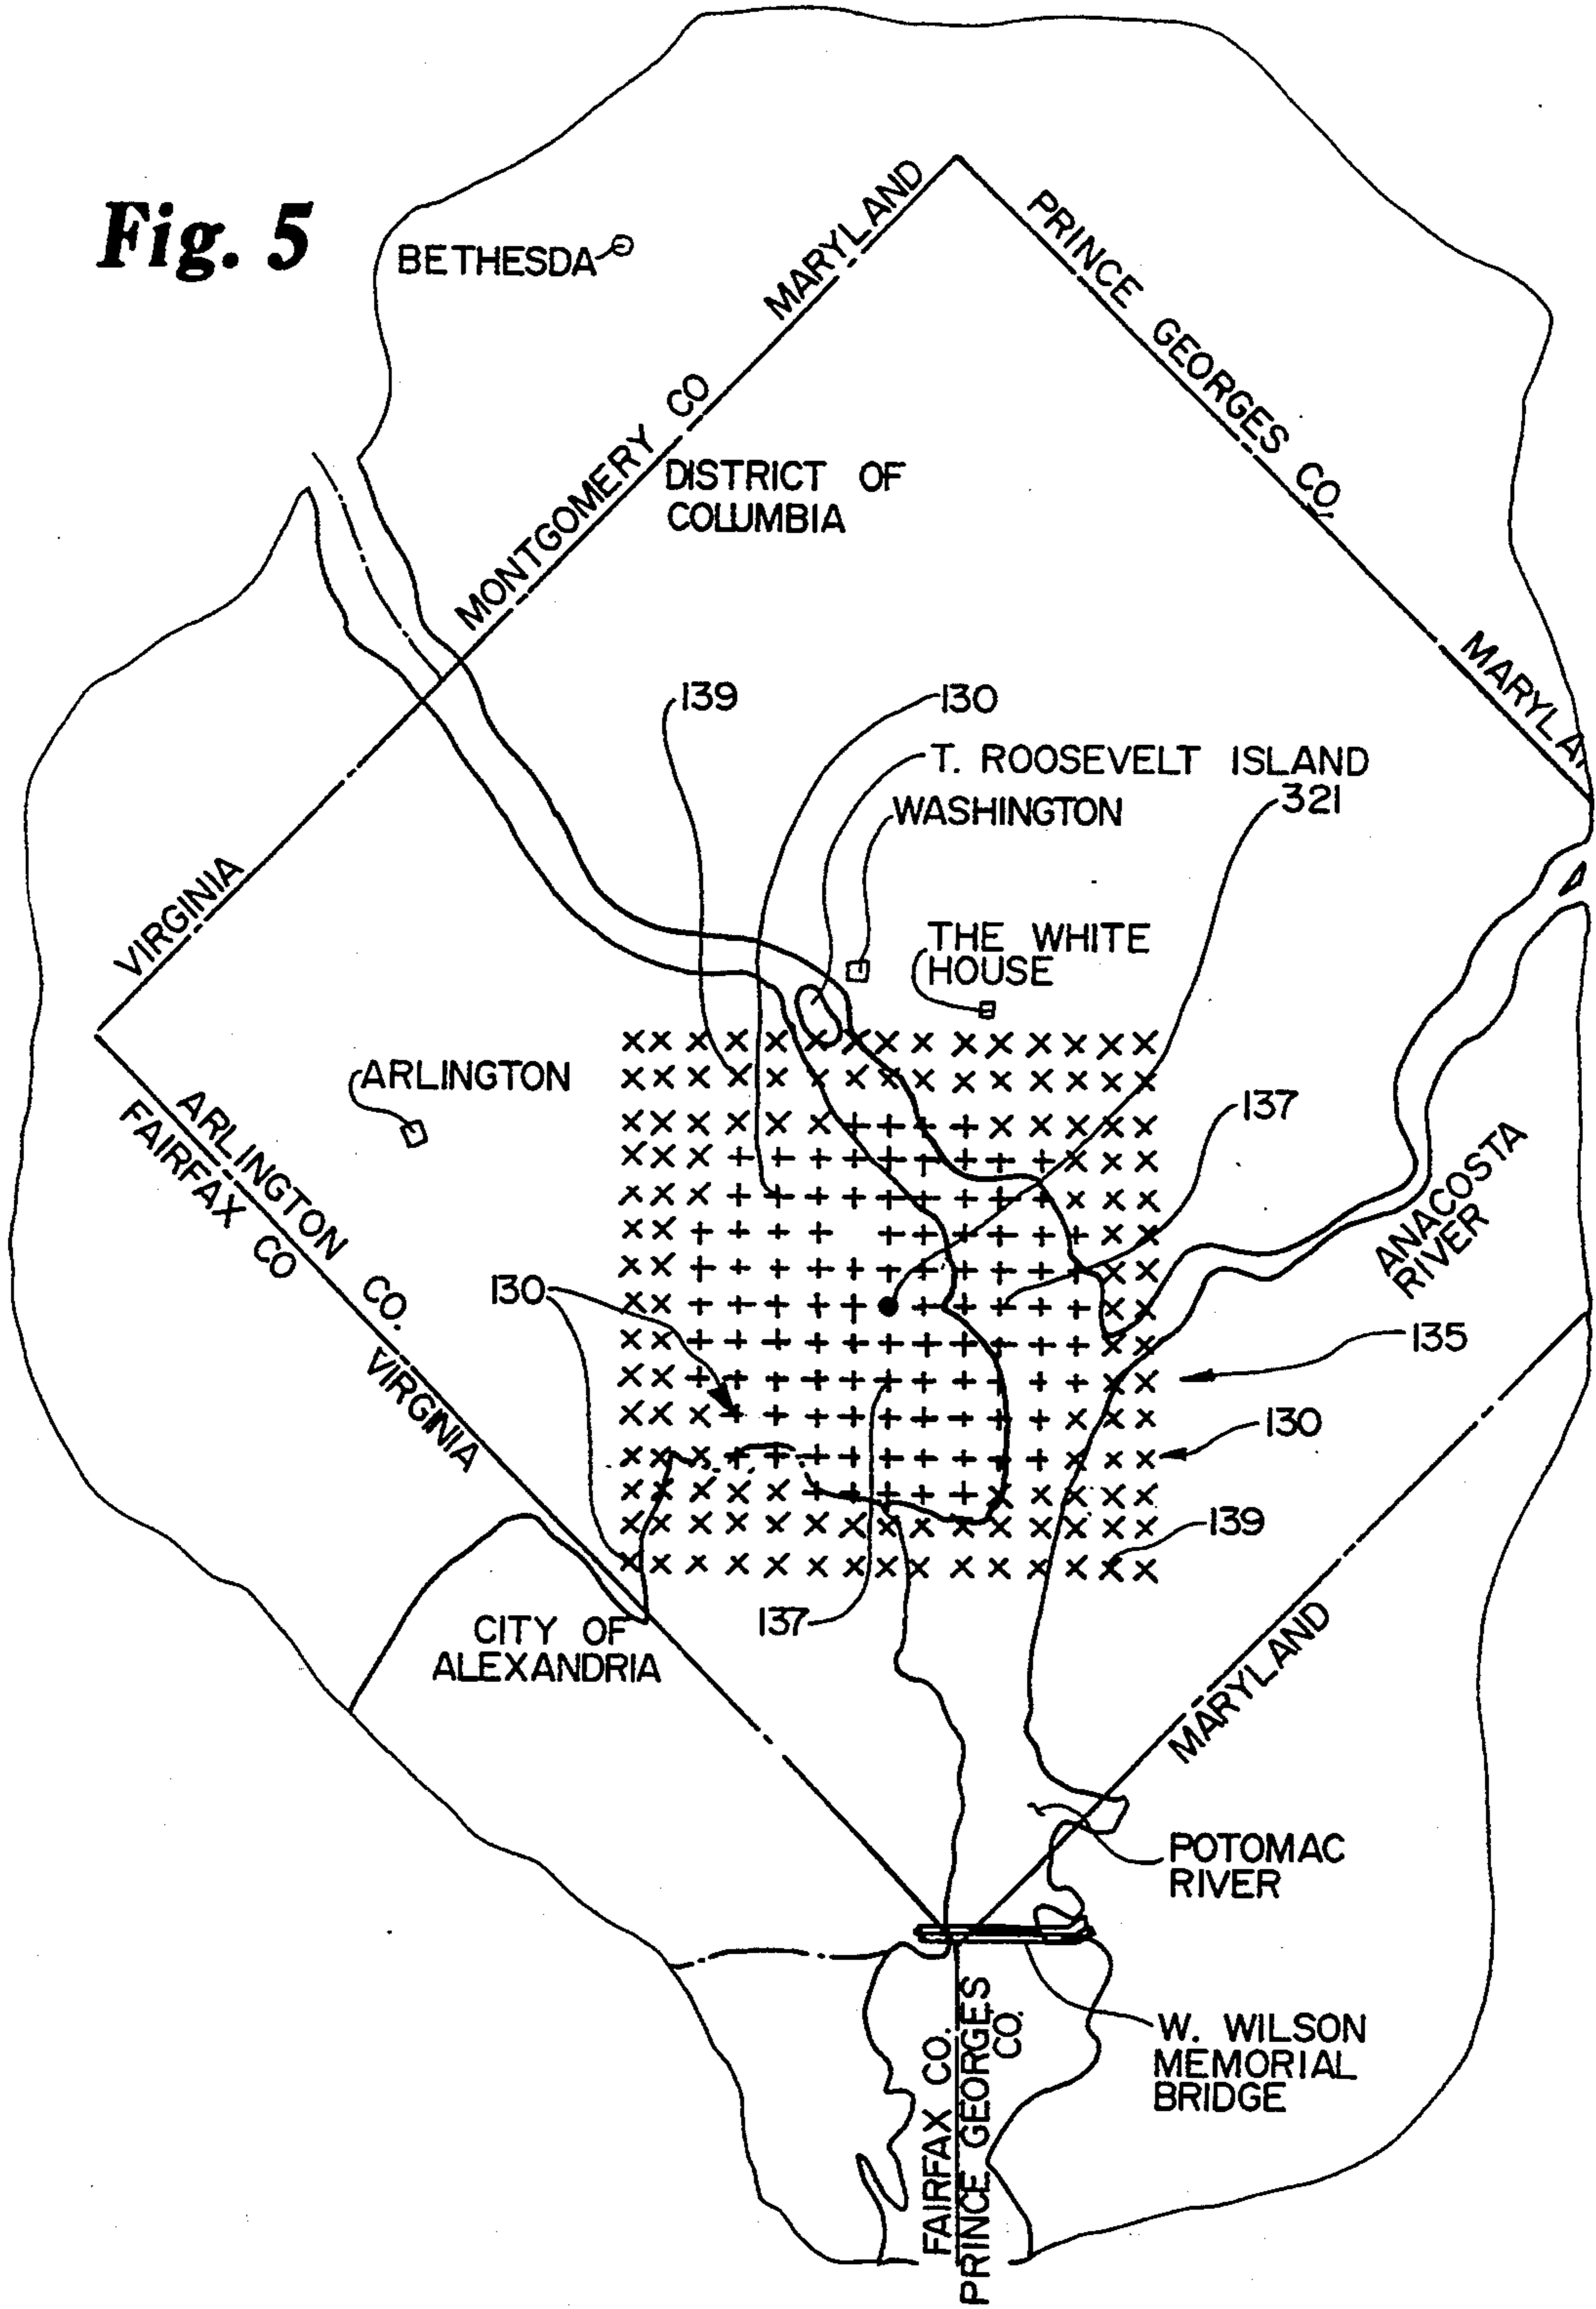 Fig. 5
BETHESDA
MARYLAND
PRINCE GEORGES CO.
MONTGOMERY CO
DISTRICT OF
COLUMBIA
MARYLA
139
130
T. ROOSEVELT ISLAND
WASHINGTON
321
VIRGINIA
THE WHITE
HOUSE
ARLINGTON
137
ARLINGTON CO.
FAIRFAX CO
VIRGINIA
ANACOSTA
RIVER
130
135
130
139
137
CITY OF
ALEXANDRIA
MARYLAND
POTOMAC
RIVER
W. WILSON
MEMORIAL
BRIDGE
FAIRFAX CO.
PRINCE GEORGES
CO.